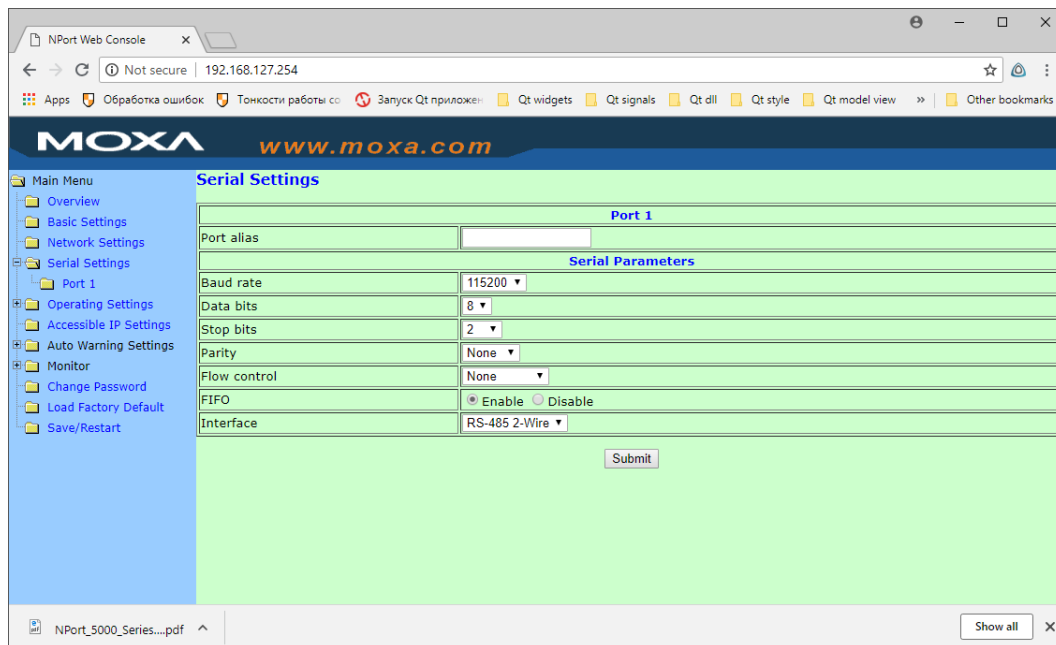 NPort Web Console
Not secure | 192.168.127.254
Apps Обработка ошибок Тонкости работы со Запуск Qt приложен Qt widgets Qt signals Qt dll Qt style Qt model view » Other bookmarks
MOXA www.moxa.com
Main Menu
Overview
Basic Settings
Network Settings
Serial Settings
Port 1
Operating Settings
Accessible IP Settings
Auto Warning Settings
Monitor
Change Password
Load Factory Default
Save/Restart
Serial Settings
Port 1
Port alias
Serial Parameters
Baud rate 115200
Data bits 8
Stop bits 2
Parity None
Flow control None
FIFO Enable Disable
Interface RS-485 2-Wire
Submit
NPort_5000_Series....pdf
Show all